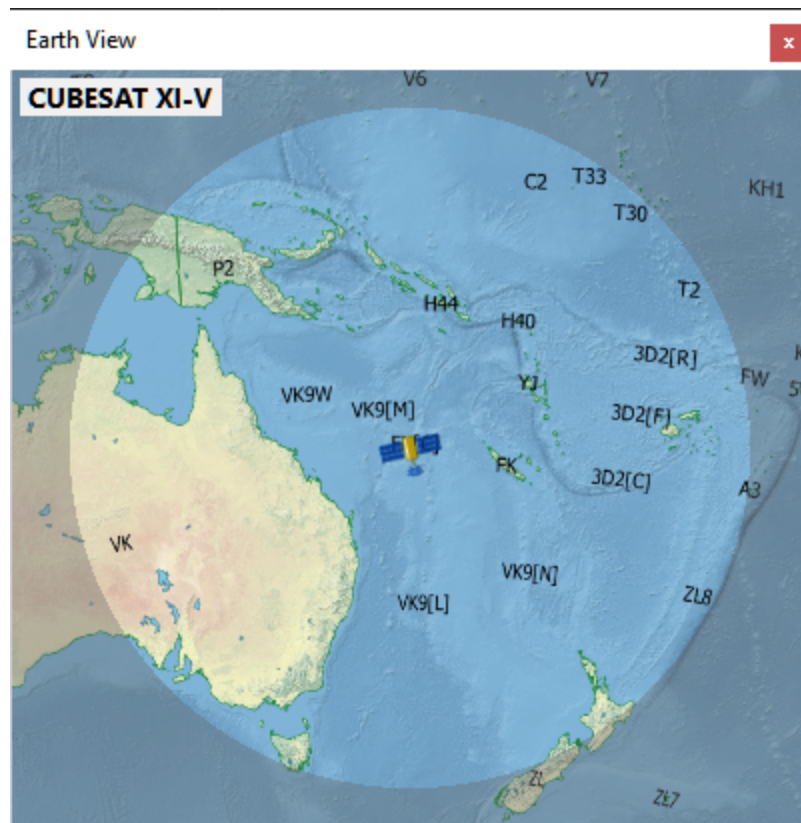 Earth View
x
V6
V7
CUBESAT XI-V
C2
T33
KH1
T30
P2
T2
H44
H40
3D2[R]
FW
YJ
VK9W
VK9[M]
3D2[F]
FK
3D2[C]
A3
VK
VK9[N]
VK9[L]
ZL8
ZL
ZL7